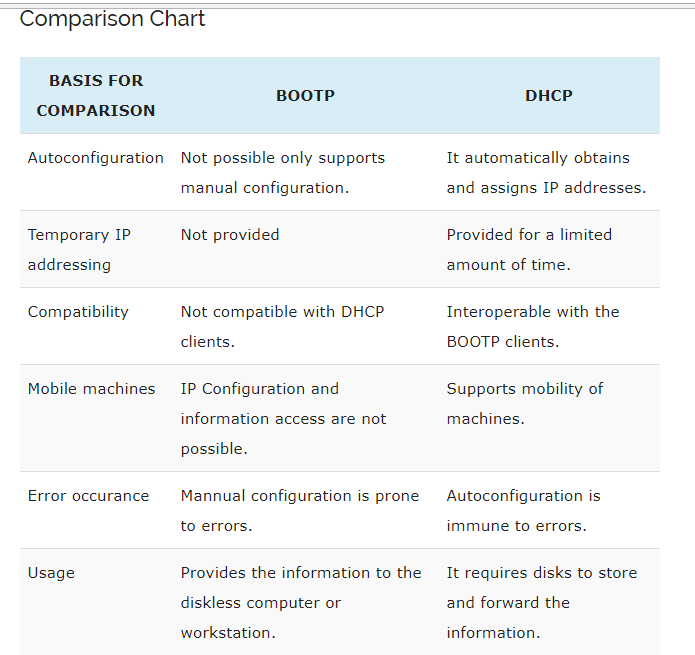 Comparison Chart
BASIS FOR
COMPARISON
BOOTP
DHCP
Autoconfiguration
Not possible only supports
manual configuration.
It automatically obtains
and assigns IP addresses.
Temporary IP
addressing
Not provided
Provided for a limited
amount of time.
Compatibility
Not compatible with DHCP
clients.
Interoperable with the
BOOTP clients.
Mobile machines
IP Configuration and
information access are not
possible.
Supports mobility of
machines.
Error occurance
Mannual configuration is prone
to errors.
Autoconfiguration is
immune to errors.
Usage
Provides the information to the
diskless computer or
workstation.
It requires disks to store
and forward the
information.